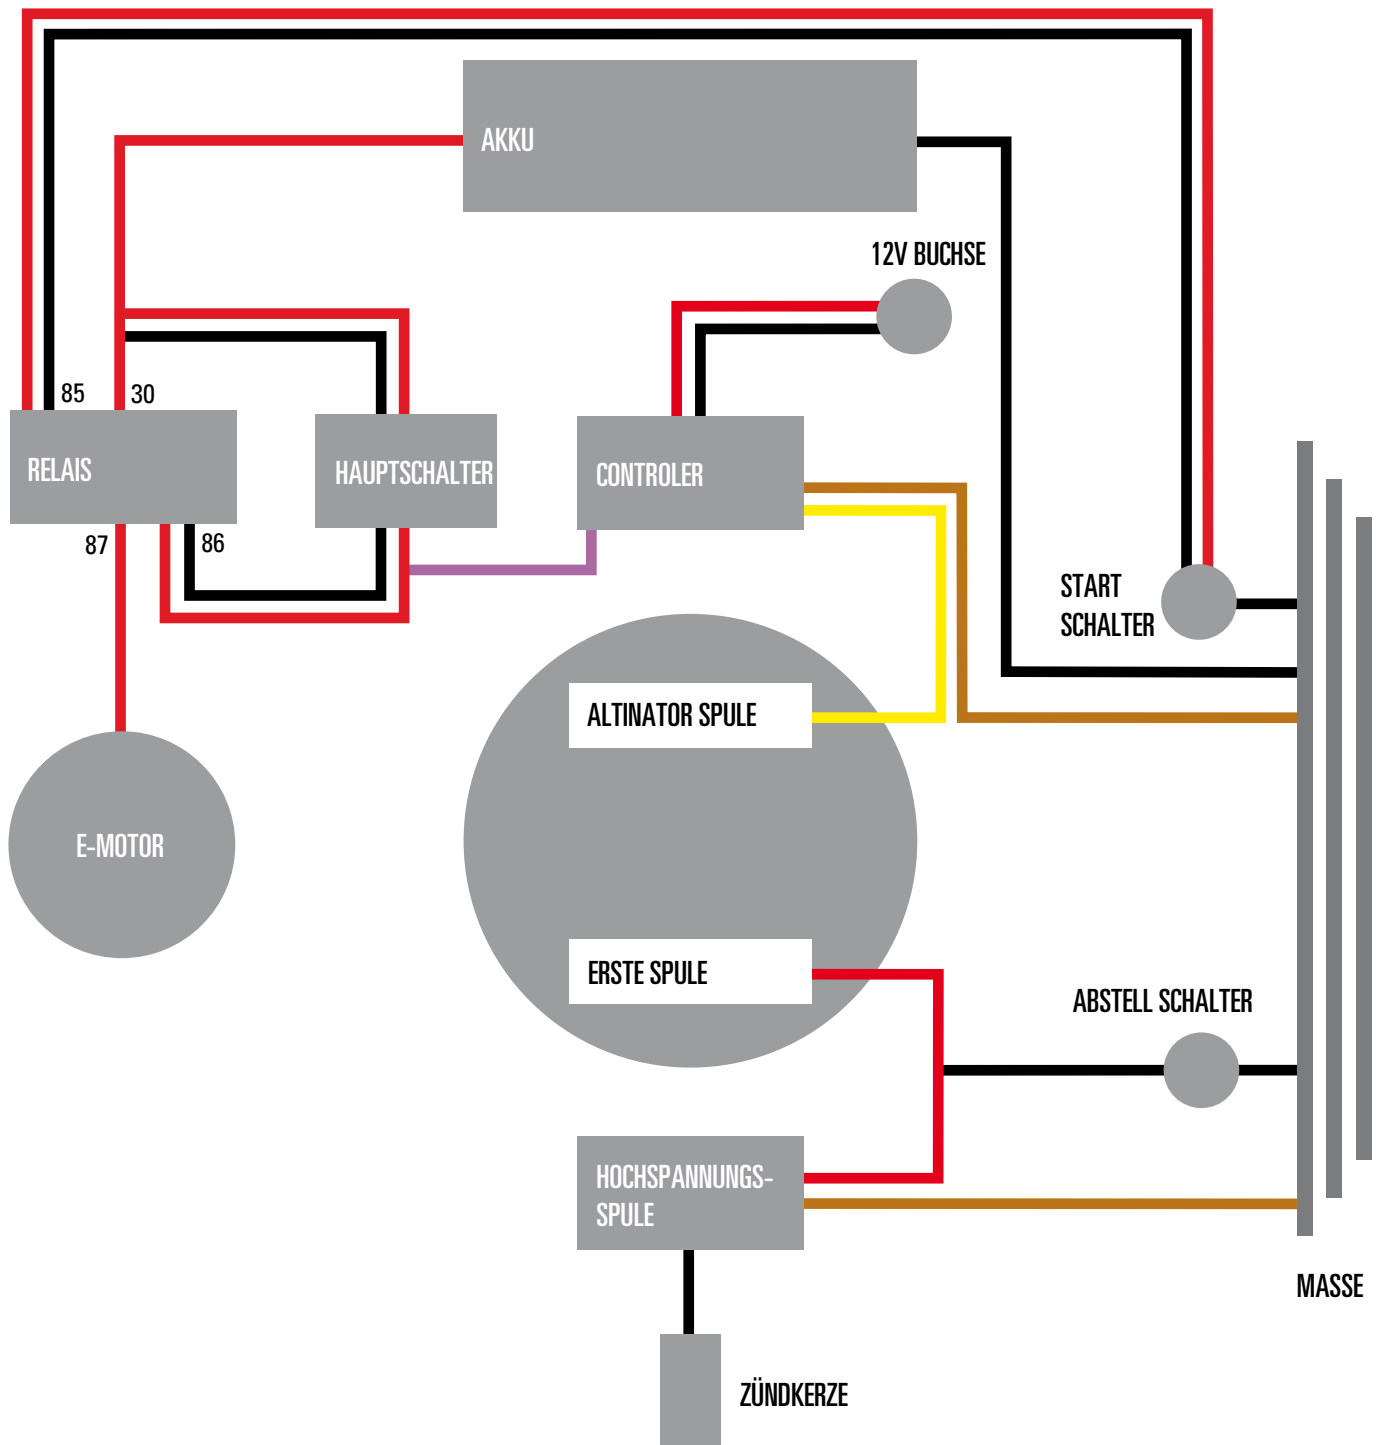 AKKU
12V BUCHSE
85
30
RELAIS
HAUPTSCHALTER
CONTROLER
87
86
START
SCHALTER
ALTINATOR SPULE
E-MOTOR
ERSTE SPULE
ABSTELL SCHALTER
HOCHSPANNUNGS-
SPULE
MASSE
ZÜNDKERZE